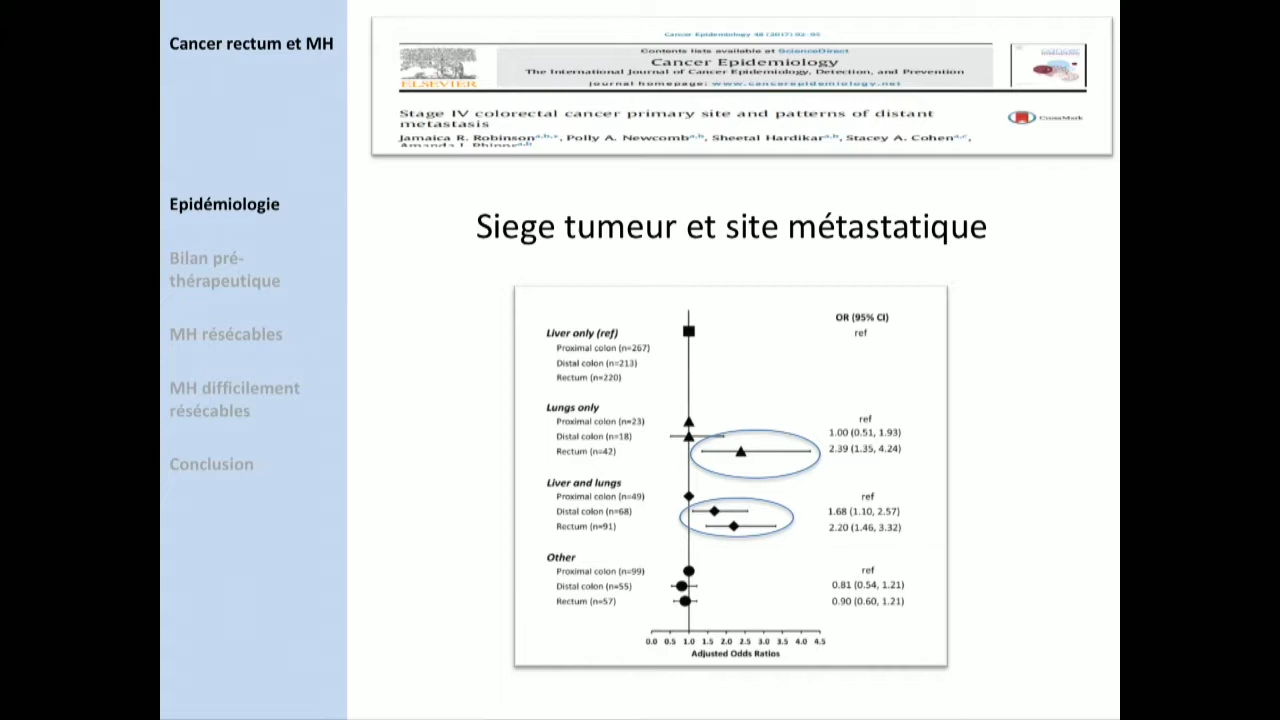 Cancer rectum et MH
Epidémiologie
Bilan pré-
thérapeutique
MH résécables
MH difficilement
résécables
Conclusion
Cancer Epidemiology 48 (2017) 92–95
Contents lists available at ScienceDirect
Cancer Epidemiology
The International Journal of Cancer Epidemiology, Detection, and Prevention
journal homepage: www.cancerepidemiology.net
ELSEVIER
Stage IV colorectal cancer primary site and patterns of distant
metastasis
CrossMark
Jamaica R. Robinson, Polly A. Newcomb, Sheetal Hardikar, Stacey A. Cohen,
Amanda I. Phipps
Siege tumeur et site métastatique
OR (95% CI)
Liver only (ref) ref
Proximal colon (n=267)
Distal colon (n=213)
Rectum (n=220)
Lungs only
Proximal colon (n=23) ref
Distal colon (n=18) 1.00 (0.51, 1.93)
Rectum (n=42) 2.39 (1.35, 4.24)
Liver and lungs
Proximal colon (n=49) ref
Distal colon (n=68) 1.68 (1.10, 2.57)
Rectum (n=91) 2.20 (1.46, 3.32)
Other
Proximal colon (n=99) ref
Distal colon (n=55) 0.81 (0.54, 1.21)
Rectum (n=57) 0.90 (0.60, 1.21)
0.0 0.5 1.0 1.5 2.0 2.5 3.0 3.5 4.0 4.5
Adjusted Odds Ratios